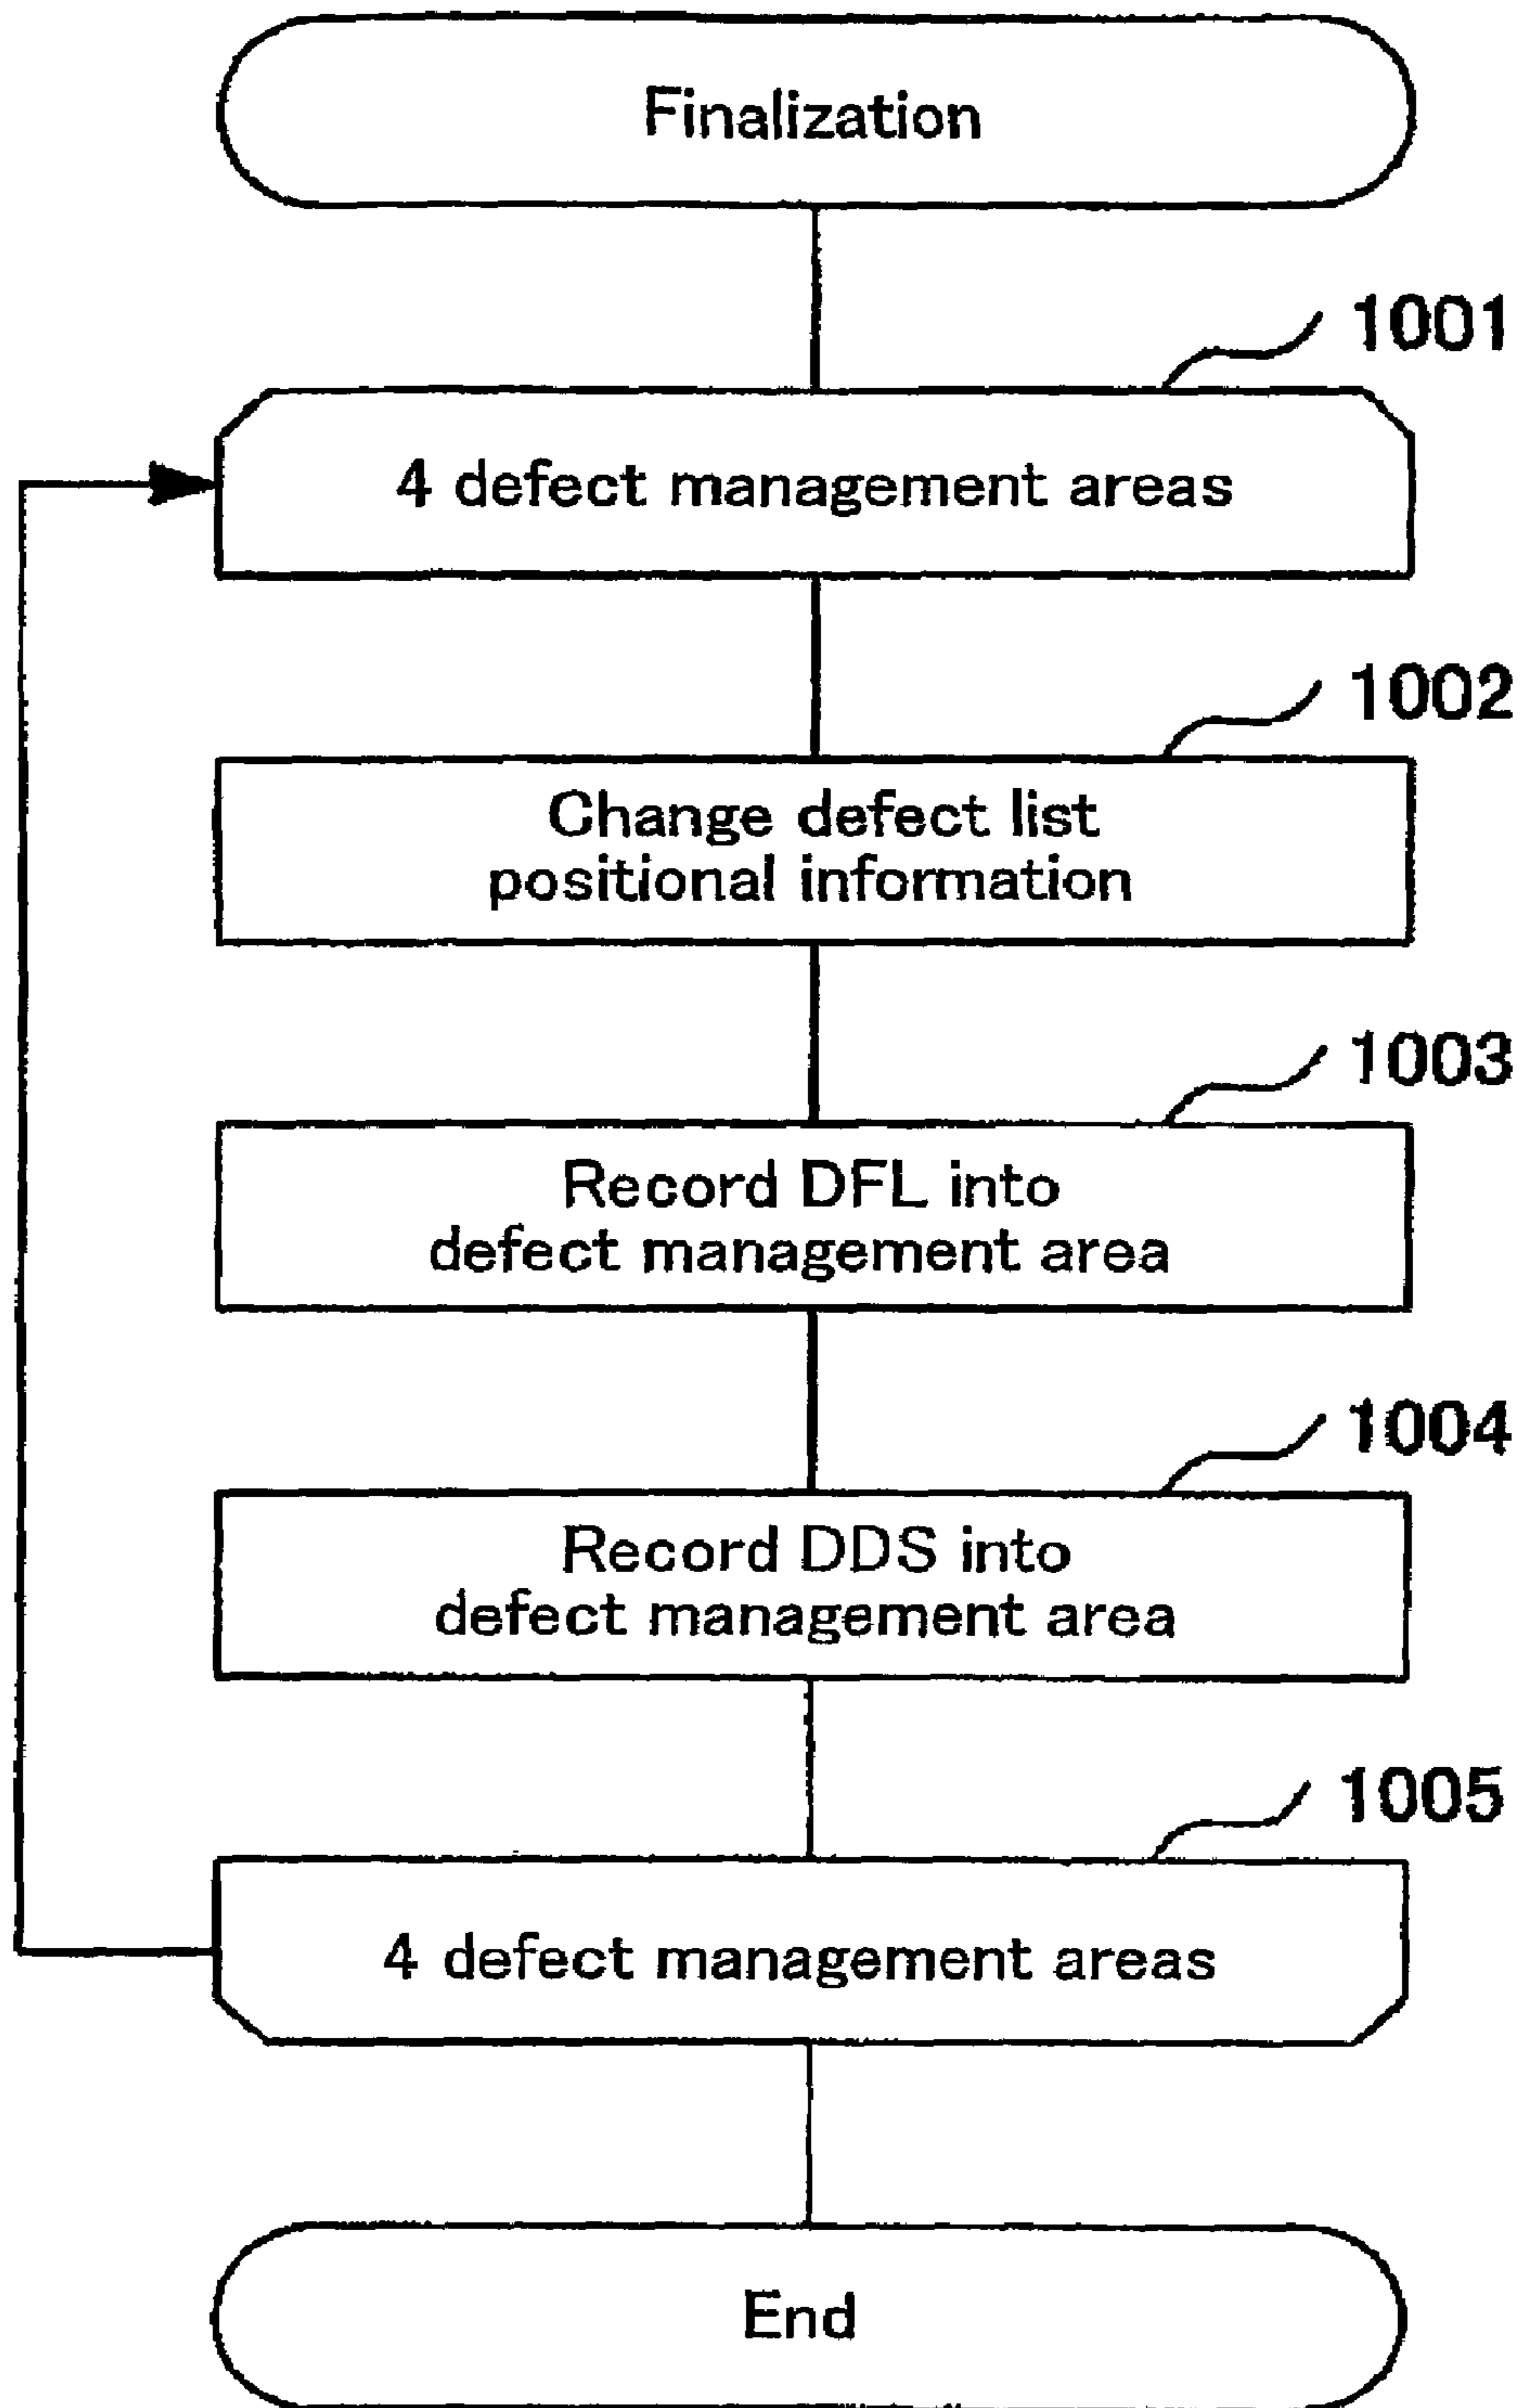 Finalization
1001
4 defect management areas
1002
Change defect list
positional information
1003
Record DFL into
defect management area
1004
Record DDS into
defect management area
1005
4 defect management areas
End